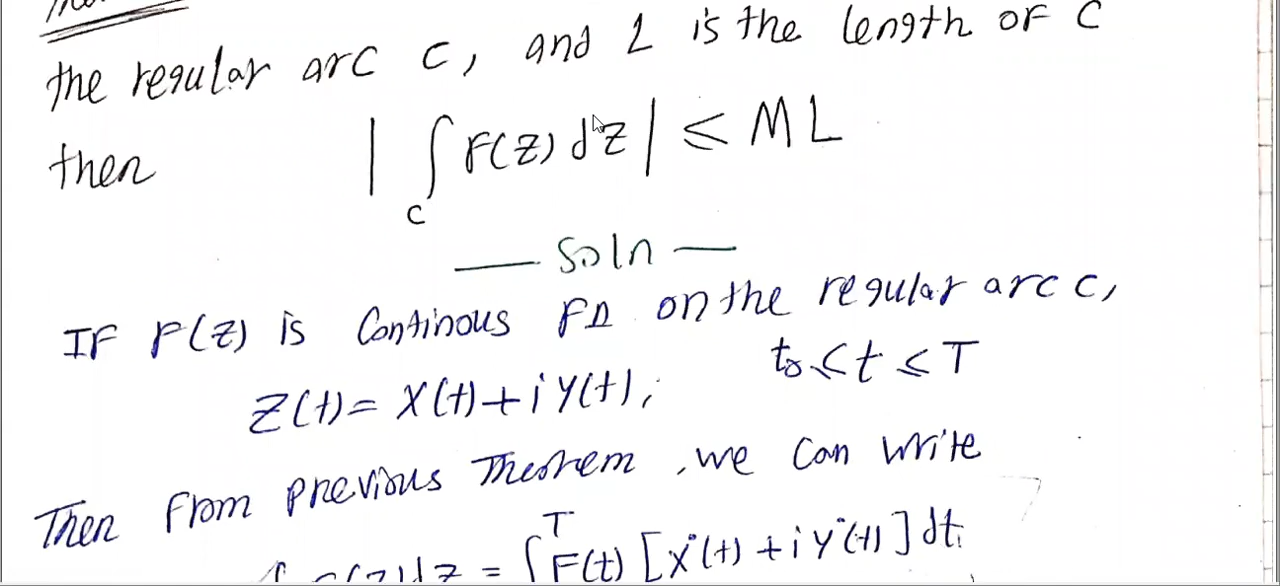 the regular arc C, and L is the length of C
then | ∫_C F(z) dz | ≤ ML
— Soln —
IF F(z) is Continous Fn on the regular arc C,
Z(t) = X(t) + i Y(t); t₀ ≤ t ≤ T
Then From previous Theorem, we can write
= ∫^T F(t) [X˙(t) + i Y˙(t)] dt